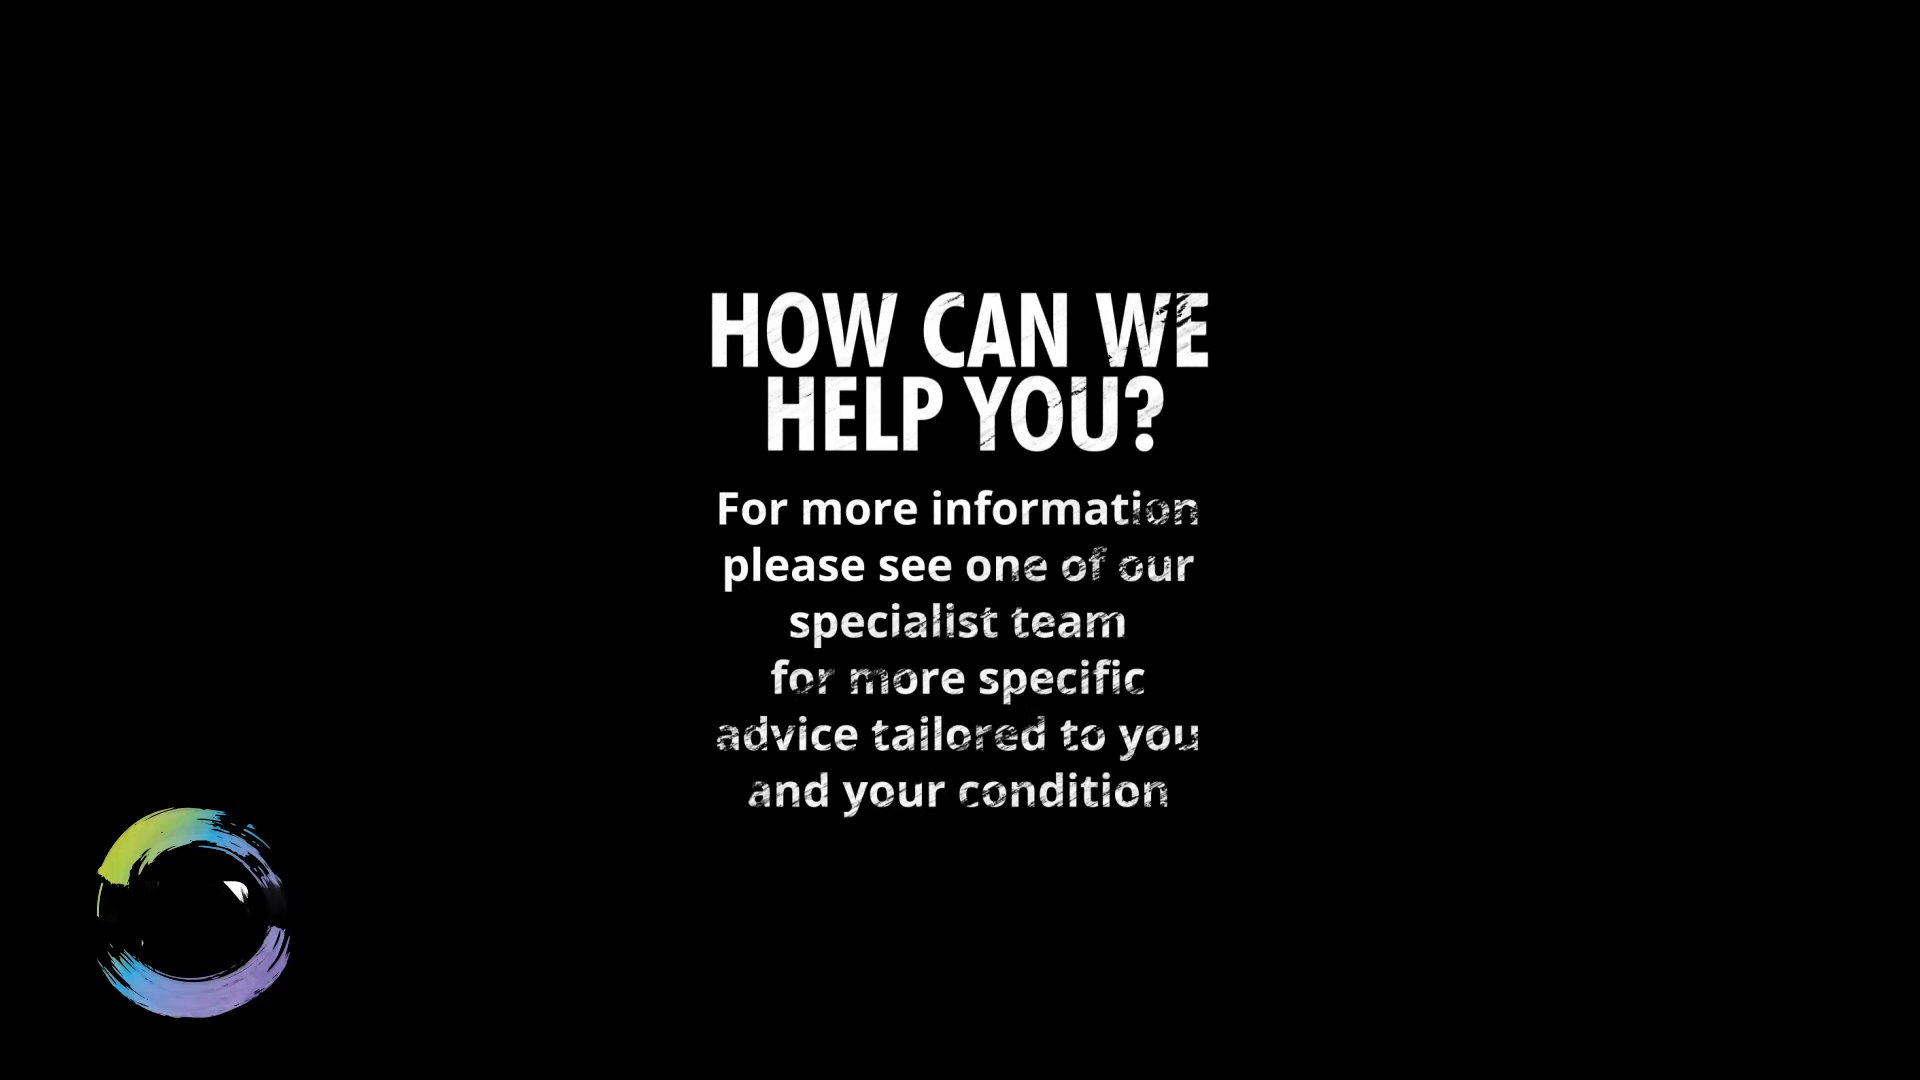 HOW CAN WE
HELP YOU?
For more information
please see one of our
specialist team
for more specific
advice tailored to you
and your condition